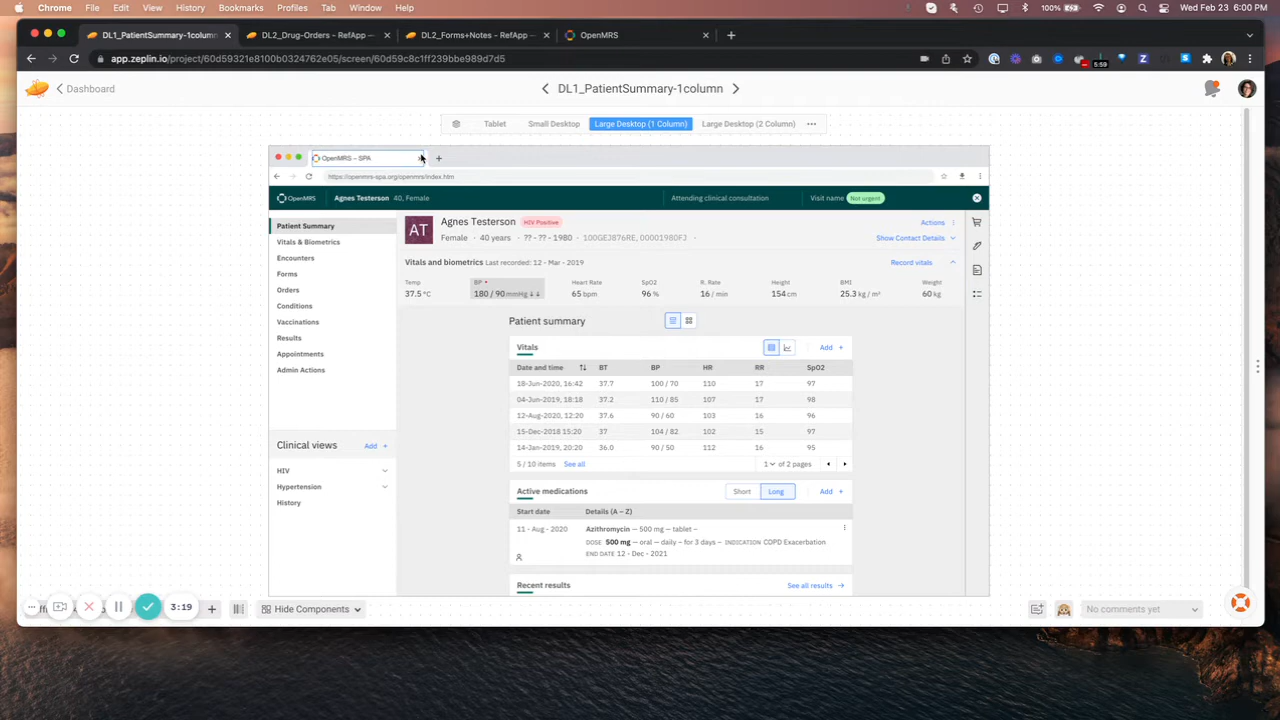 Chrome File Edit View History Bookmarks Profiles Tab Window Help 100% Wed Feb 23 6:00 PM
DL1_PatientSummary-1column DL2_Drug-Orders - RefApp DL2_Forms+Notes - RefApp OpenMRS
app.zeplin.io/project/60d59321e8100b0324762e05/screen/60d59c8c1ff239bbe989d7d5 5:59
Dashboard DL1_PatientSummary-1column
Tablet Small Desktop Large Desktop (1 Column) Large Desktop (2 Column)
OpenMRS – SPA
https://openmrs-spa.org/openmrs/index.htm
OpenMRS Agnes Testerson 40, Female Attending clinical consultation Visit name Not urgent
Patient Summary
Vitals & Biometrics
Encounters
Forms
Orders
Conditions
Vaccinations
Results
Appointments
Admin Actions
Clinical views Add +
HIV
Hypertension
History
AT Agnes Testerson HIV Positive Actions
Female · 40 years · ?? - ?? - 1980 · 100GEJ876RE, 00001980FJ Show Contact Details
Vitals and biometrics Last recorded: 12 - Mar - 2019 Record vitals
Temp BP Heart Rate SpO2 R. Rate Height BMI Weight
37.5 °C 180 / 90 mmHg ↓↓ 65 bpm 96 % 16 / min 154 cm 25.3 kg / m² 60 kg
Patient summary
Vitals Add +
Date and time BT BP HR RR SpO2
18-Jun-2020, 16:42 37.7 100 / 70 110 17 97
04-Jun-2019, 18:18 37.2 110 / 85 107 17 98
12-Aug-2020, 12:20 37.6 90 / 60 103 16 96
15-Dec-2018 15:20 37 104 / 82 102 15 97
14-Jan-2019, 20:20 36.0 90 / 50 112 16 95
5 / 10 items See all 1 of 2 pages
Active medications Short Long Add +
Start date Details (A – Z)
11 - Aug - 2020 Azithromycin — 500 mg — tablet –
DOSE 500 mg — oral — daily – for 3 days – INDICATION COPD Exacerbation
END DATE 12 - Dec - 2021
Recent results See all results →
3:19 Hide Components No comments yet